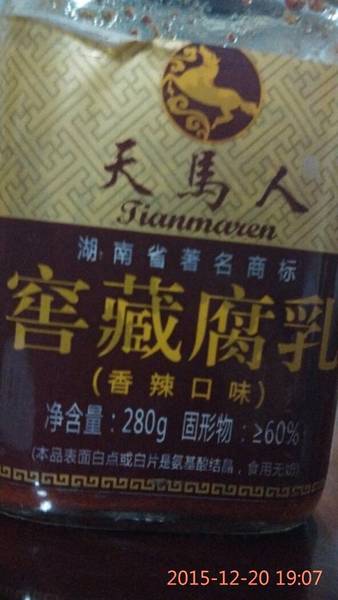 天馬人
Tianmaren
湖南省著名商标
窖藏腐乳
(香辣口味)
净含量:280g 固形物:≥60%
(本品表面白点或白片是氨基酸结晶,食用无妨)
2015-12-20 19:07